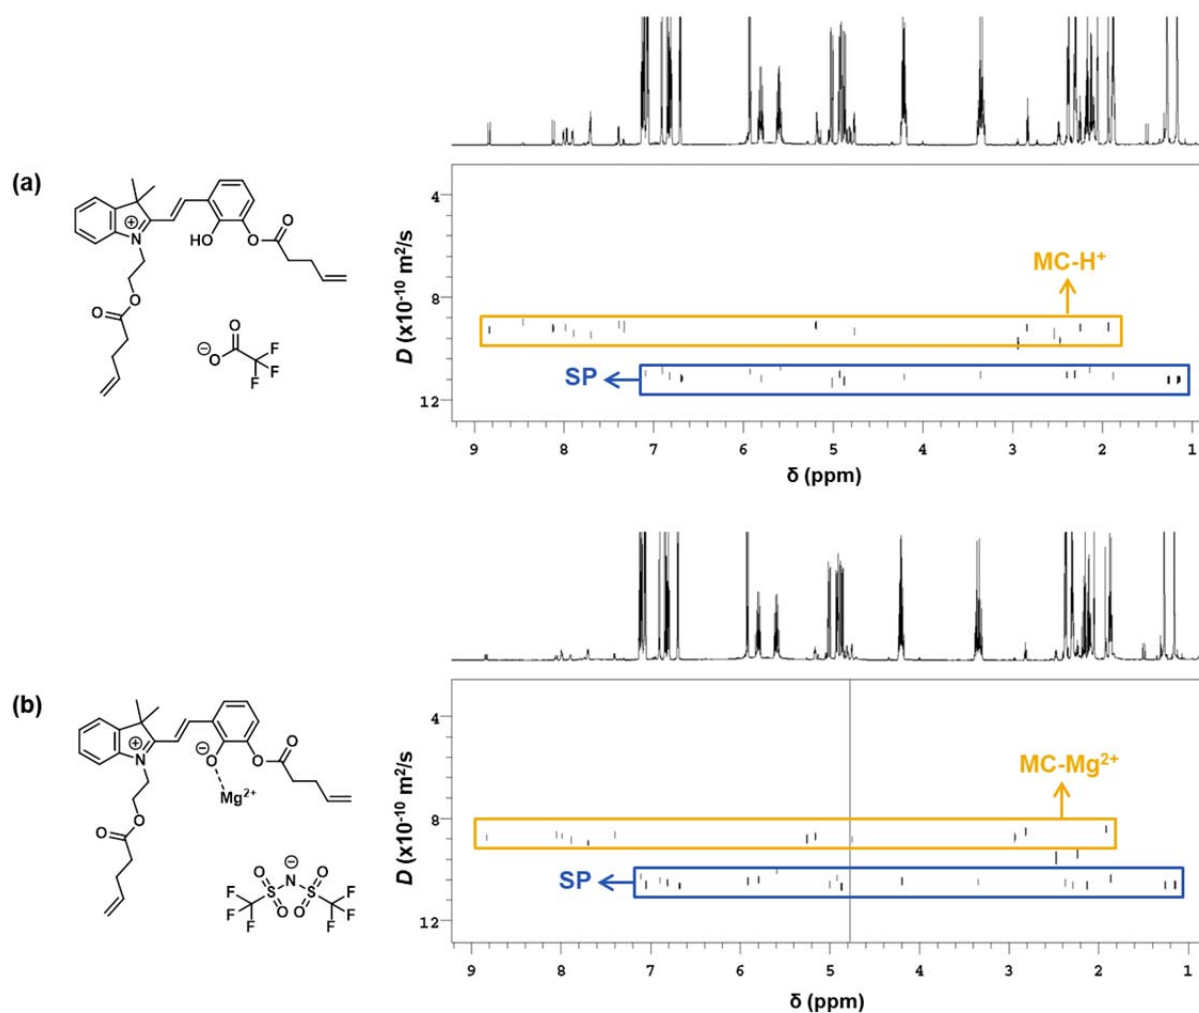 (a)
HO
O
O
N
⊕
O
O
O
⊖
O
F
F
F
D (x10⁻¹⁰ m²/s)
4
8
12
MC-H⁺
SP
9 8 7 6 5 4 3 2 1
δ (ppm)
(b)
⊕
N
⊖
O
O
O
Mg²⁺
O
O
⊖
O N O
F S S F
F O O F
F F
D (x10⁻¹⁰ m²/s)
4
8
12
MC-Mg²⁺
SP
9 8 7 6 5 4 3 2 1
δ (ppm)